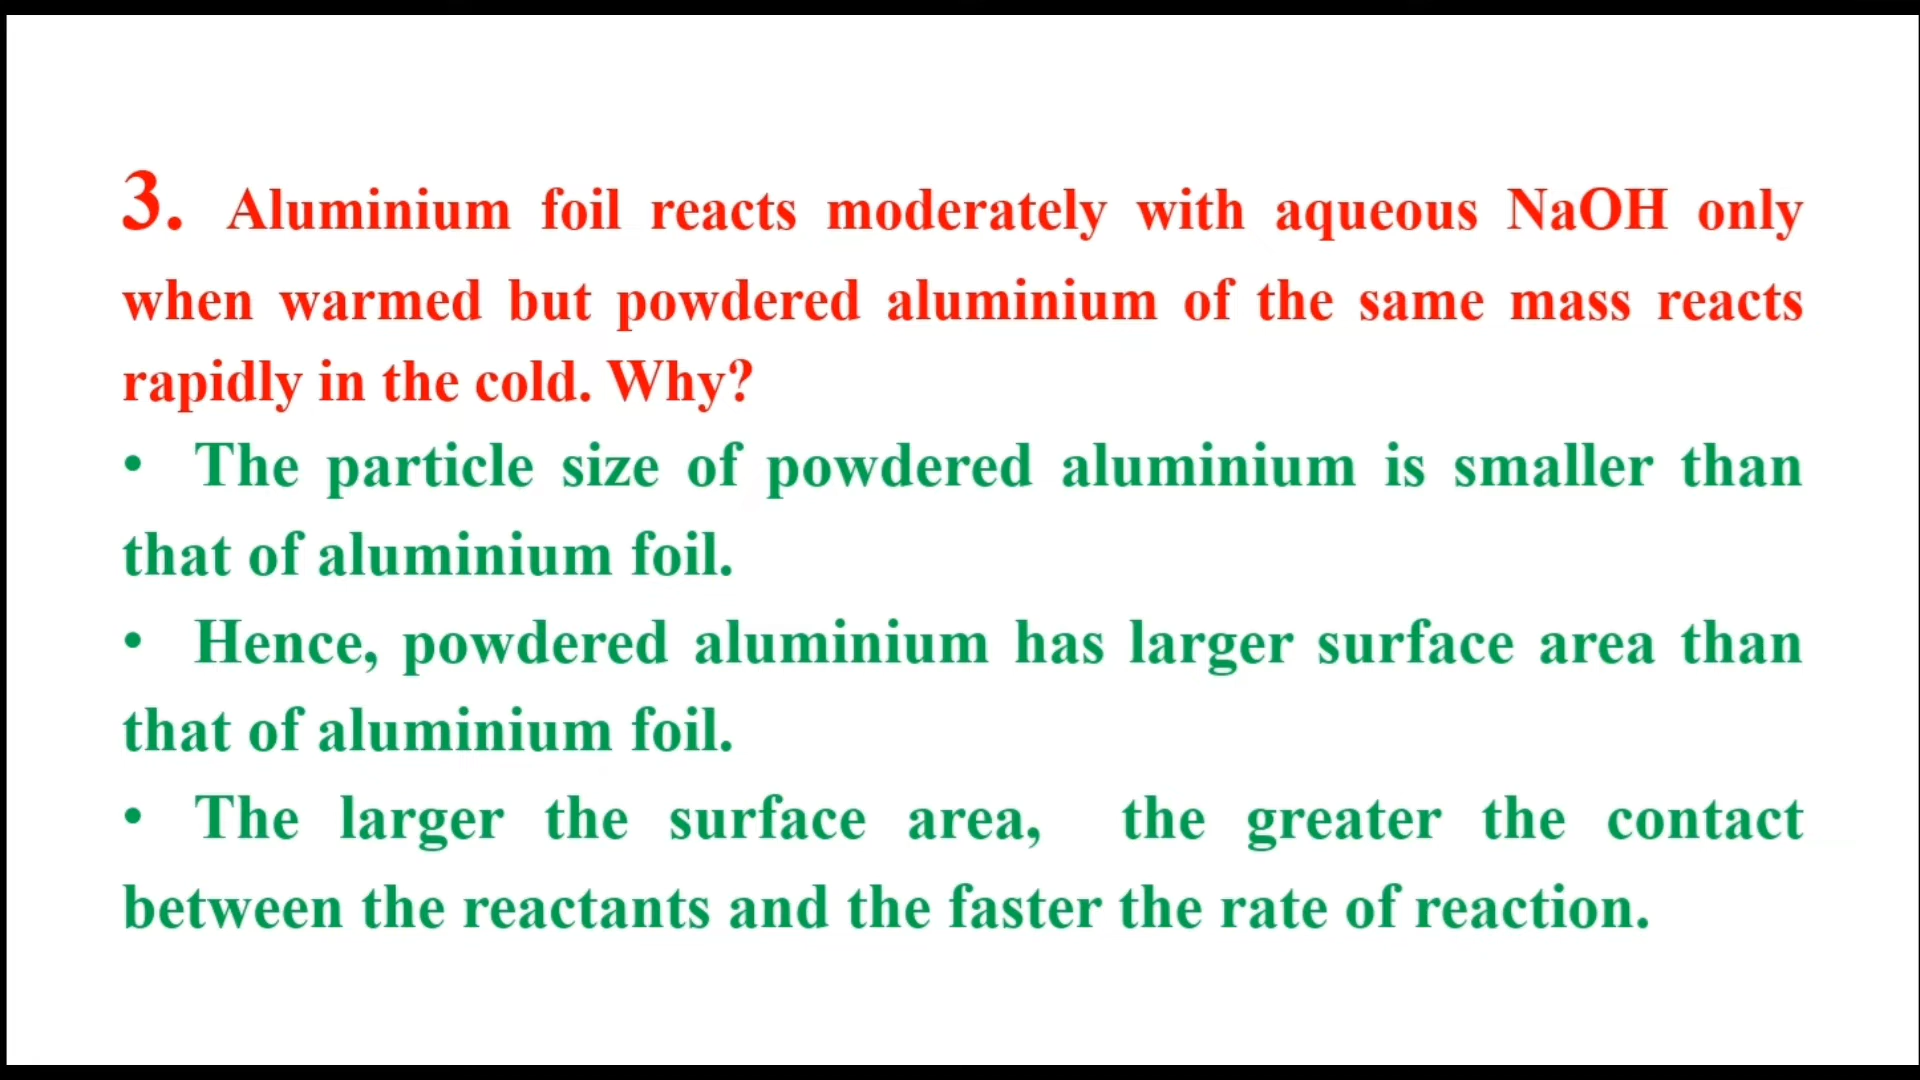 3. Aluminium foil reacts moderately with aqueous NaOH only
when warmed but powdered aluminium of the same mass reacts
rapidly in the cold. Why?
• The particle size of powdered aluminium is smaller than
that of aluminium foil.
• Hence, powdered aluminium has larger surface area than
that of aluminium foil.
• The larger the surface area, the greater the contact
between the reactants and the faster the rate of reaction.